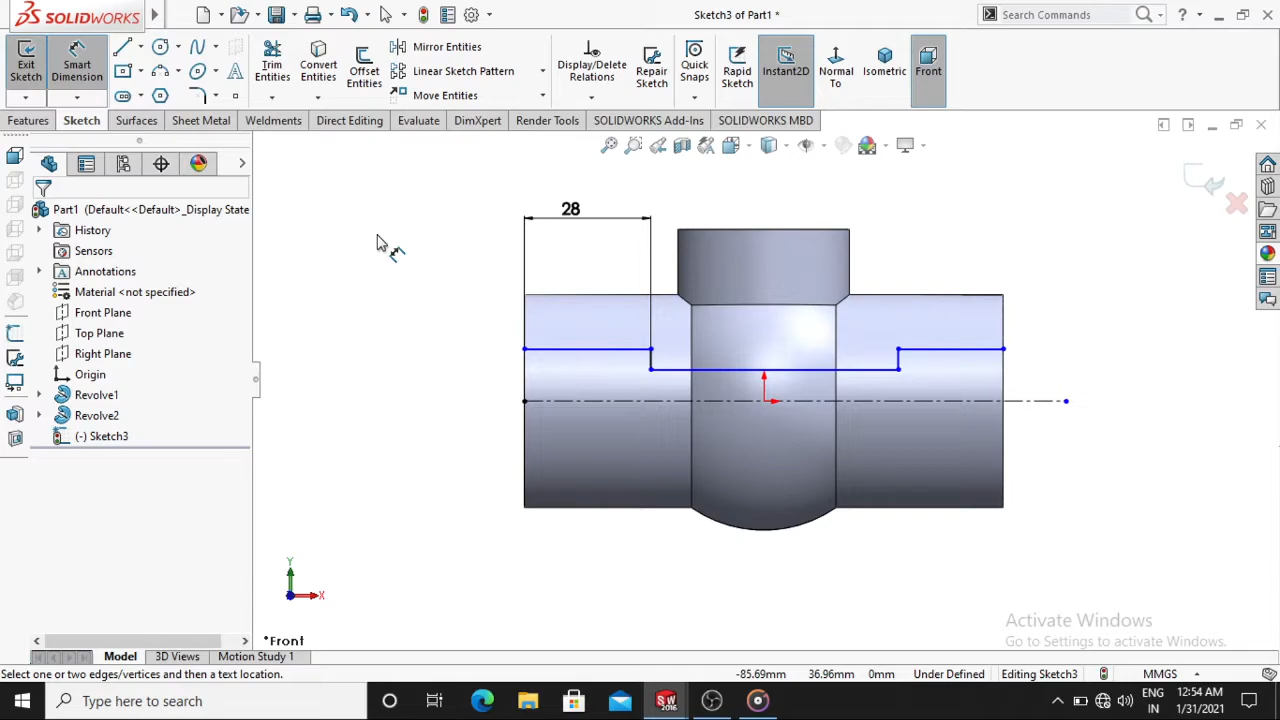 SOLIDWORKS
Sketch3 of Part1 *
Search Commands
?
Exit Sketch
Smart Dimension
Trim Entities
Convert Entities
Offset Entities
Mirror Entities
Linear Sketch Pattern
Move Entities
Display/Delete Relations
Repair Sketch
Quick Snaps
Rapid Sketch
Instant2D
Normal To
Isometric
Front
Features
Sketch
Surfaces
Sheet Metal
Weldments
Direct Editing
Evaluate
DimXpert
Render Tools
SOLIDWORKS Add-Ins
SOLIDWORKS MBD
Part1 (Default<<Default>_Display State
History
Sensors
Annotations
Material <not specified>
Front Plane
Top Plane
Right Plane
Origin
Revolve1
Revolve2
(-) Sketch3
28
Y
X
*Front
Activate Windows
Go to Settings to activate Windows.
Model
3D Views
Motion Study 1
Select one or two edges/vertices and then a text location.
-85.69mm
36.96mm
0mm
Under Defined
Editing Sketch3
MMGS
Type here to search
SW
2016
ENG
IN
12:54 AM
1/31/2021